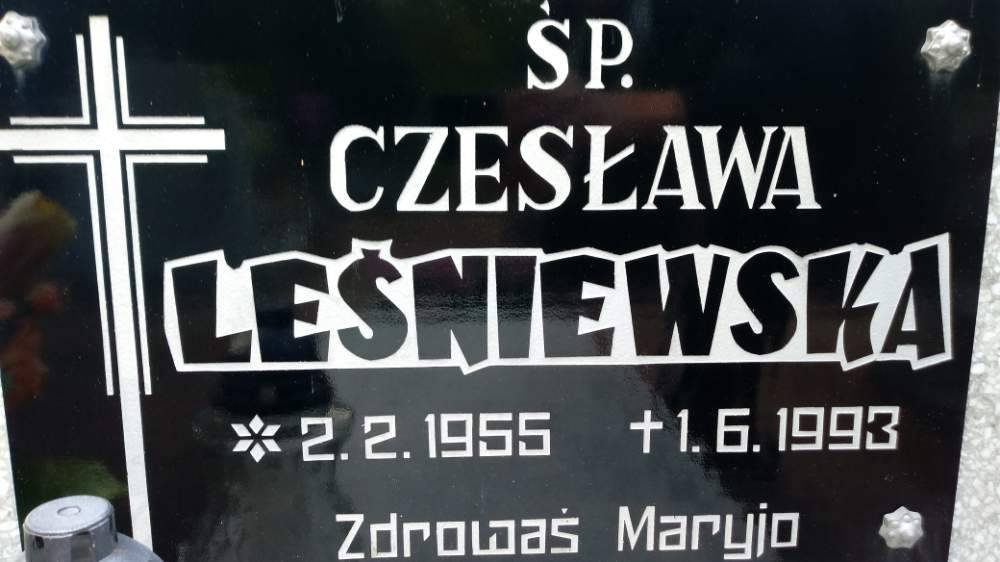 ŚP.
CZESŁAWA
LEŚNIEWSKA
* 2.2.1955 ✝ 1.6.1993
Zdrowaś Maryjo